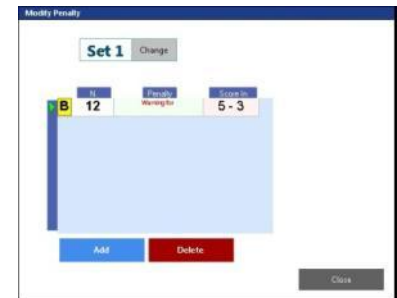 Modify Penalty
Set 1 Change
N. Penalty Score In
B 12 Warning for 5 - 3
Add Delete
Close